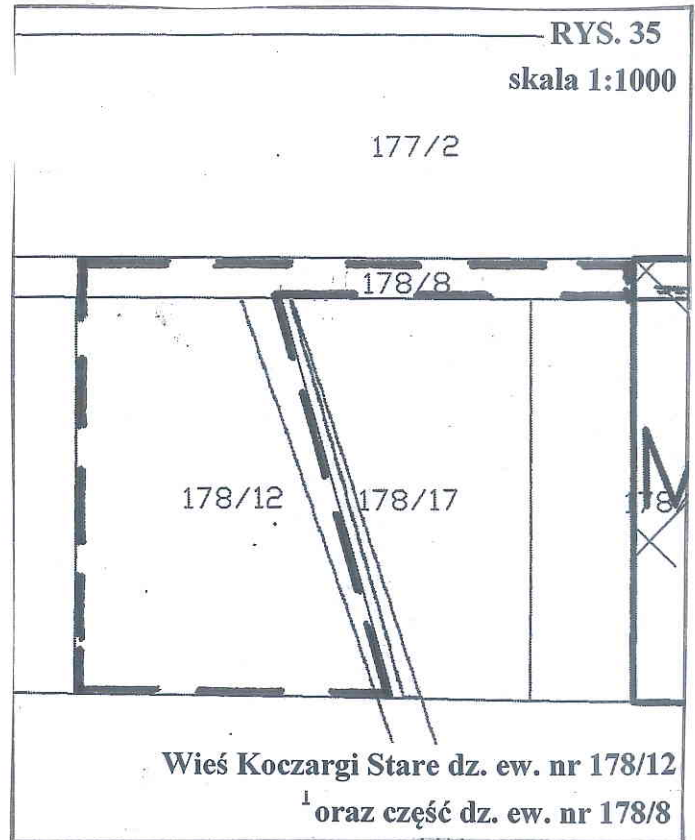 RYS. 35
skala 1:1000
177/2
178/8
178/12 178/17 178
Wieś Koczargi Stare dz. ew. nr 178/12
1 oraz część dz. ew. nr 178/8